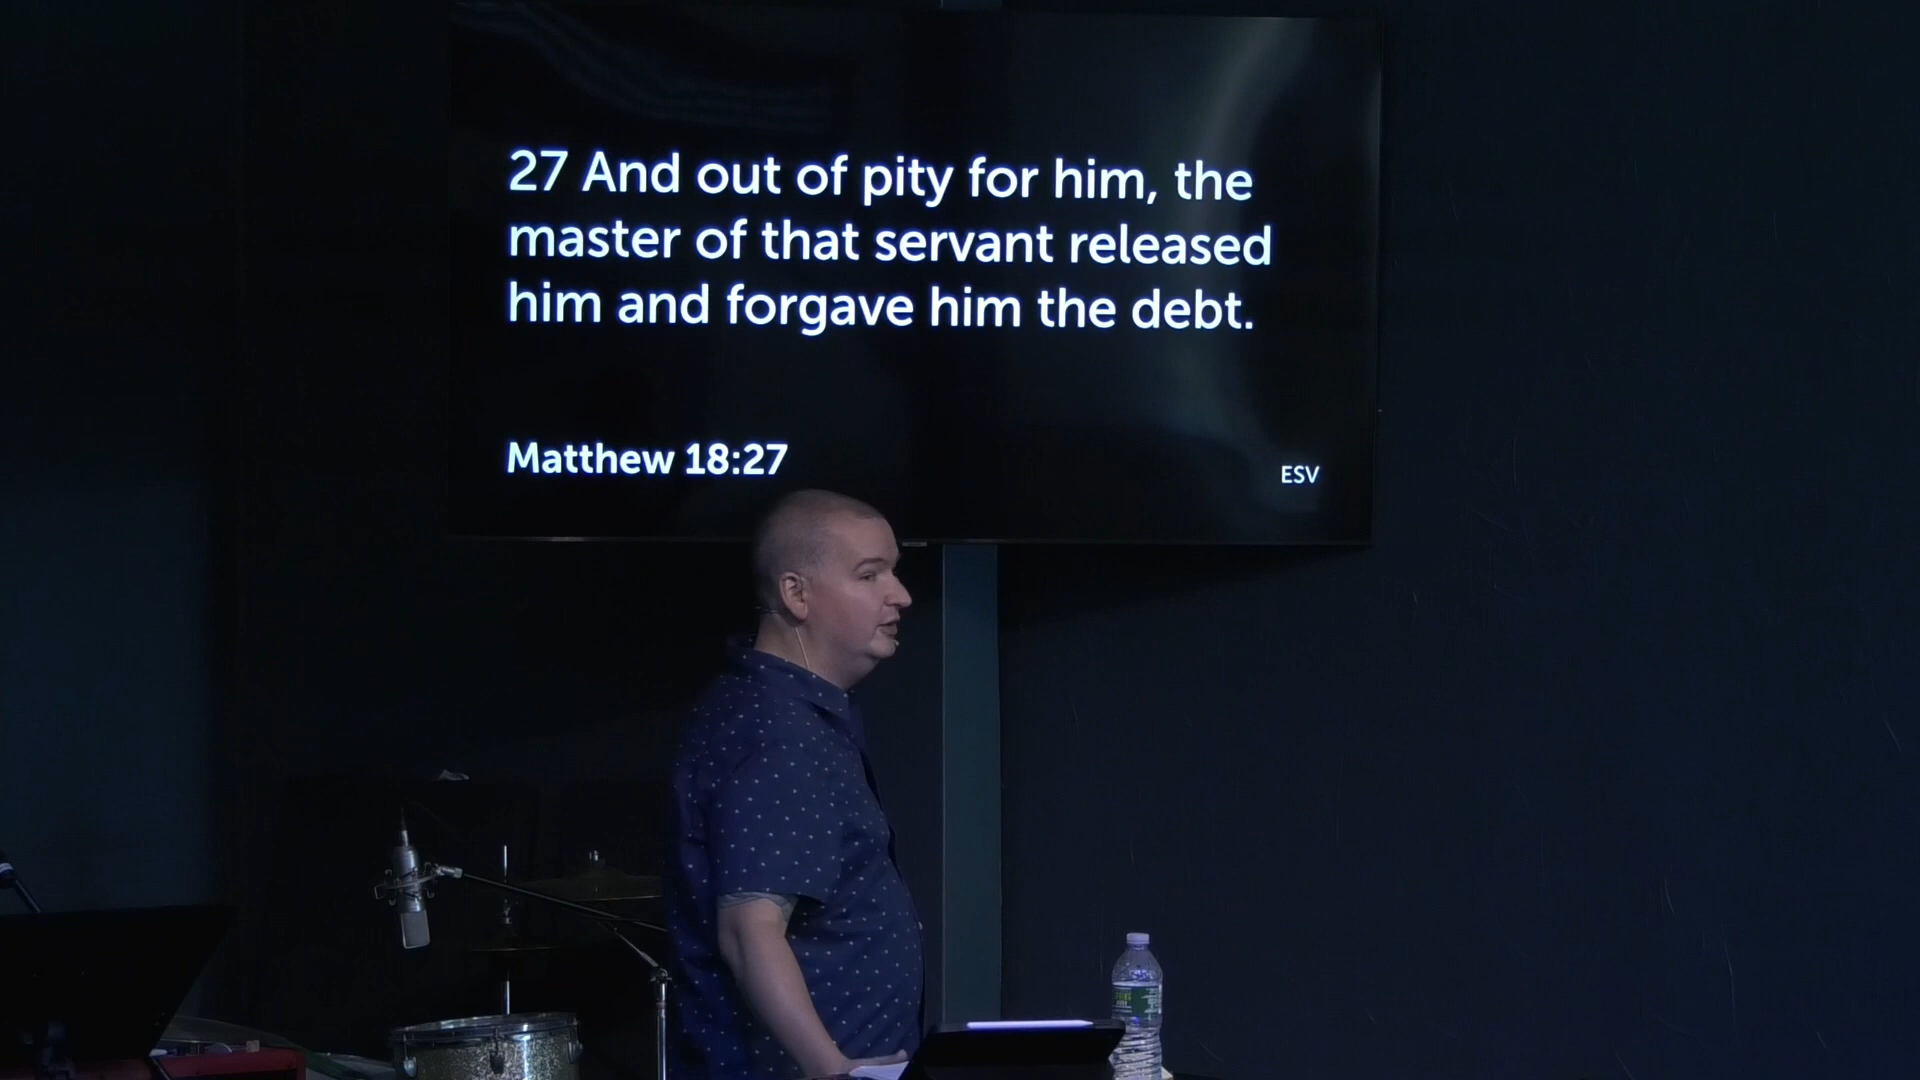 27 And out of pity for him, the
master of that servant released
him and forgave him the debt.
Matthew 18:27
ESV